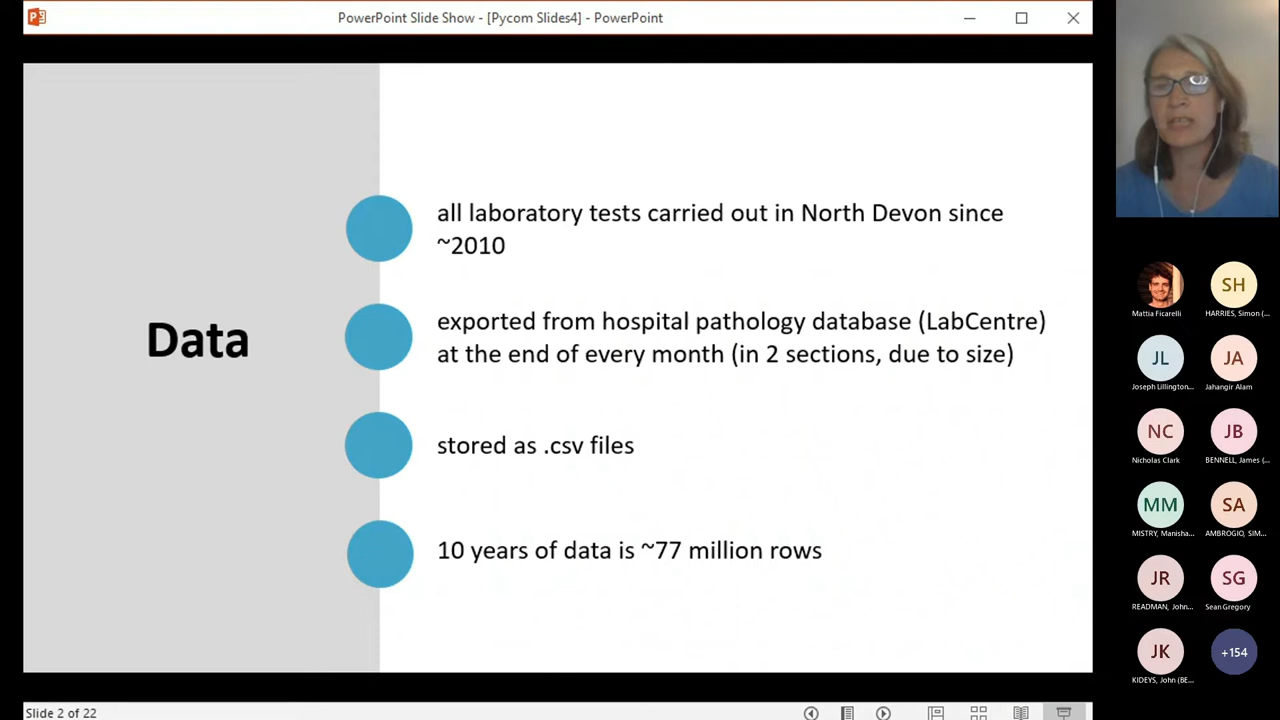 PowerPoint Slide Show - [Pycom Slides4] - PowerPoint
Data
all laboratory tests carried out in North Devon since
~2010
exported from hospital pathology database (LabCentre)
at the end of every month (in 2 sections, due to size)
stored as .csv files
10 years of data is ~77 million rows
Slide 2 of 22
Mattia Ficarelli
SH
HARRIES, Simon (...
JL
Joseph Lillington...
JA
Jahangir Alam
NC
Nicholas Clark
JB
BENNELL, James (...
MM
MISTRY, Manisha...
SA
AMBROGIO, SIM...
JR
READMAN, John...
SG
Sean Gregory
JK
KIDEYS, John (BE...
+154